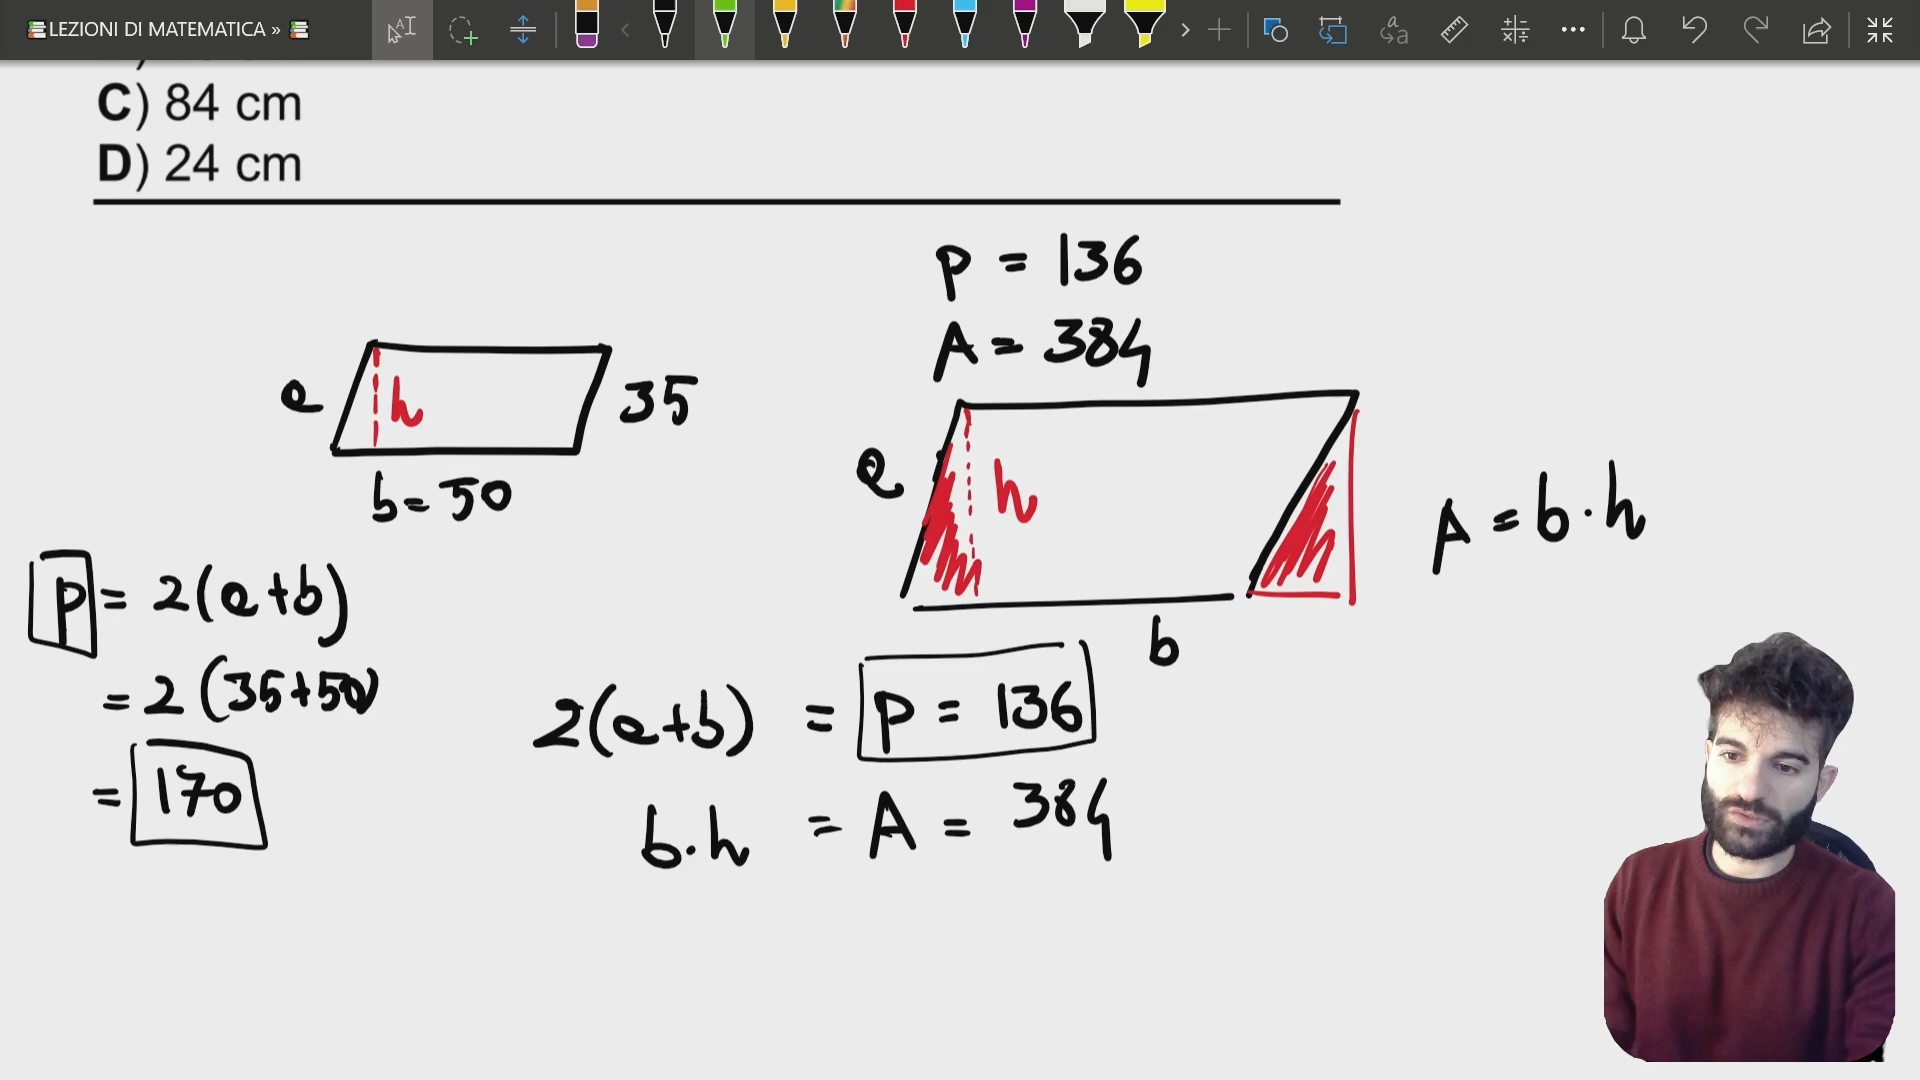 LEZIONI DI MATEMATICA »
C) 84 cm
D) 24 cm
p = 136
A = 384
a
h
35
b = 50
a
h
b
A = b·h
p = 2(a+b)
= 2 (35+50)
= 170
2(a+b) = p = 136
b·h = A = 384